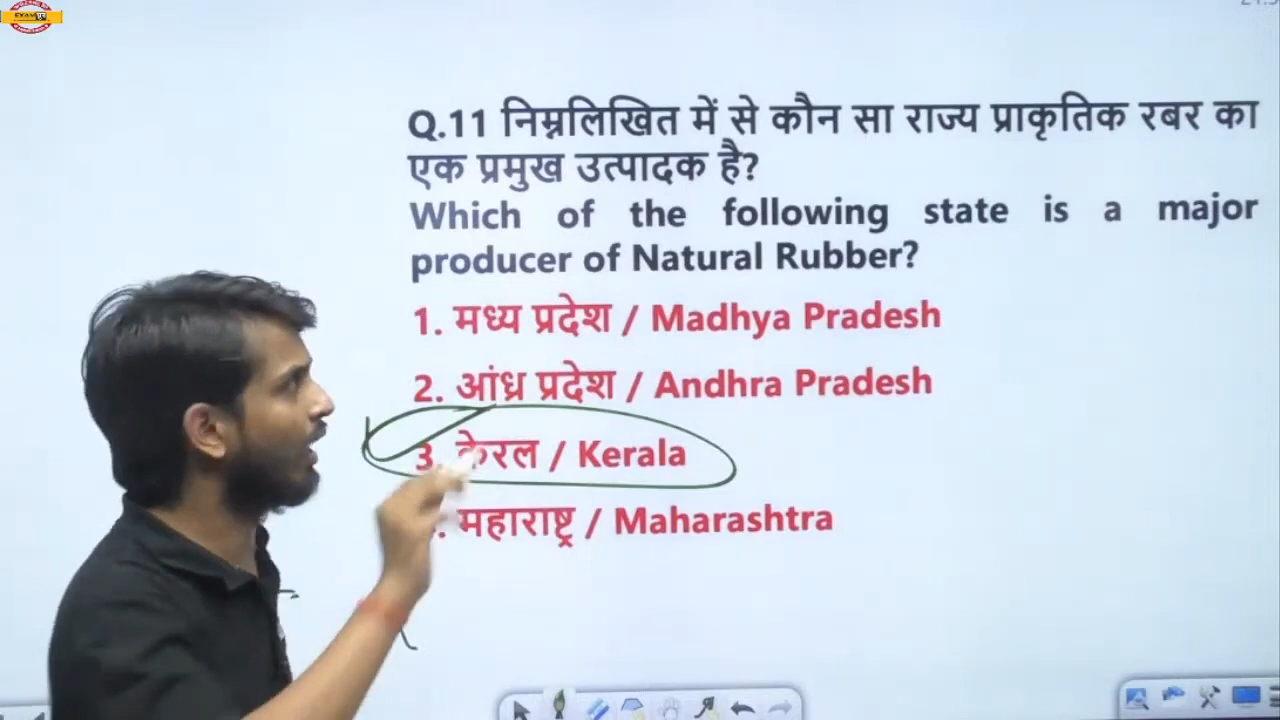 EXAM
Q.11 निम्नलिखित में से कौन सा राज्य प्राकृतिक रबर का
एक प्रमुख उत्पादक है?
Which of the following state is a major
producer of Natural Rubber?
1. मध्य प्रदेश / Madhya Pradesh
2. आंध्र प्रदेश / Andhra Pradesh
3. केरल / Kerala
महाराष्ट्र / Maharashtra